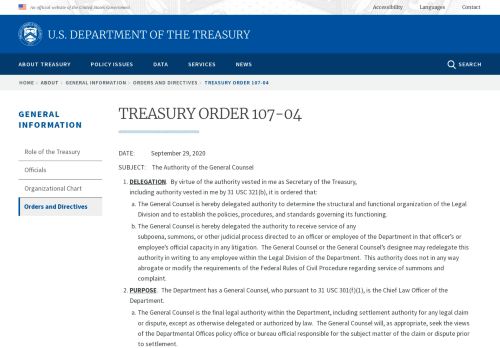 An official website of the United States Government
Accessibility Languages Contact
U.S. DEPARTMENT OF THE TREASURY
ABOUT TREASURY POLICY ISSUES DATA SERVICES NEWS SEARCH
HOME › ABOUT › GENERAL INFORMATION › ORDERS AND DIRECTIVES › TREASURY ORDER 107-04
GENERAL
INFORMATION
Role of the Treasury
Officials
Organizational Chart
Orders and Directives
TREASURY ORDER 107-04
DATE: September 29, 2020
SUBJECT: The Authority of the General Counsel
1. DELEGATION. By virtue of the authority vested in me as Secretary of the Treasury,
including authority vested in me by 31 USC 321(b), it is ordered that:
a. The General Counsel is hereby delegated authority to determine the structural and functional organization of the Legal
Division and to establish the policies, procedures, and standards governing its functioning.
b. The General Counsel is hereby delegated the authority to receive service of any
subpoena, summons, or other judicial process directed to an officer or employee of the Department in that officer's or
employee's official capacity in any litigation. The General Counsel or the General Counsel's designee may redelegate this
authority in writing to any employee within the Legal Division of the Department. This authority does not in any way
abrogate or modify the requirements of the Federal Rules of Civil Procedure regarding service of summons and
complaint.
2. PURPOSE. The Department has a General Counsel, who pursuant to 31 USC 301(f)(1), is the Chief Law Officer of the
Department.
a. The General Counsel is the final legal authority within the Department, including settlement authority for any legal claim
or dispute, except as otherwise delegated or authorized by law. The General Counsel will, as appropriate, seek the views
of the Departmental Offices policy office or bureau official responsible for the subject matter of the claim or dispute prior
to settlement.